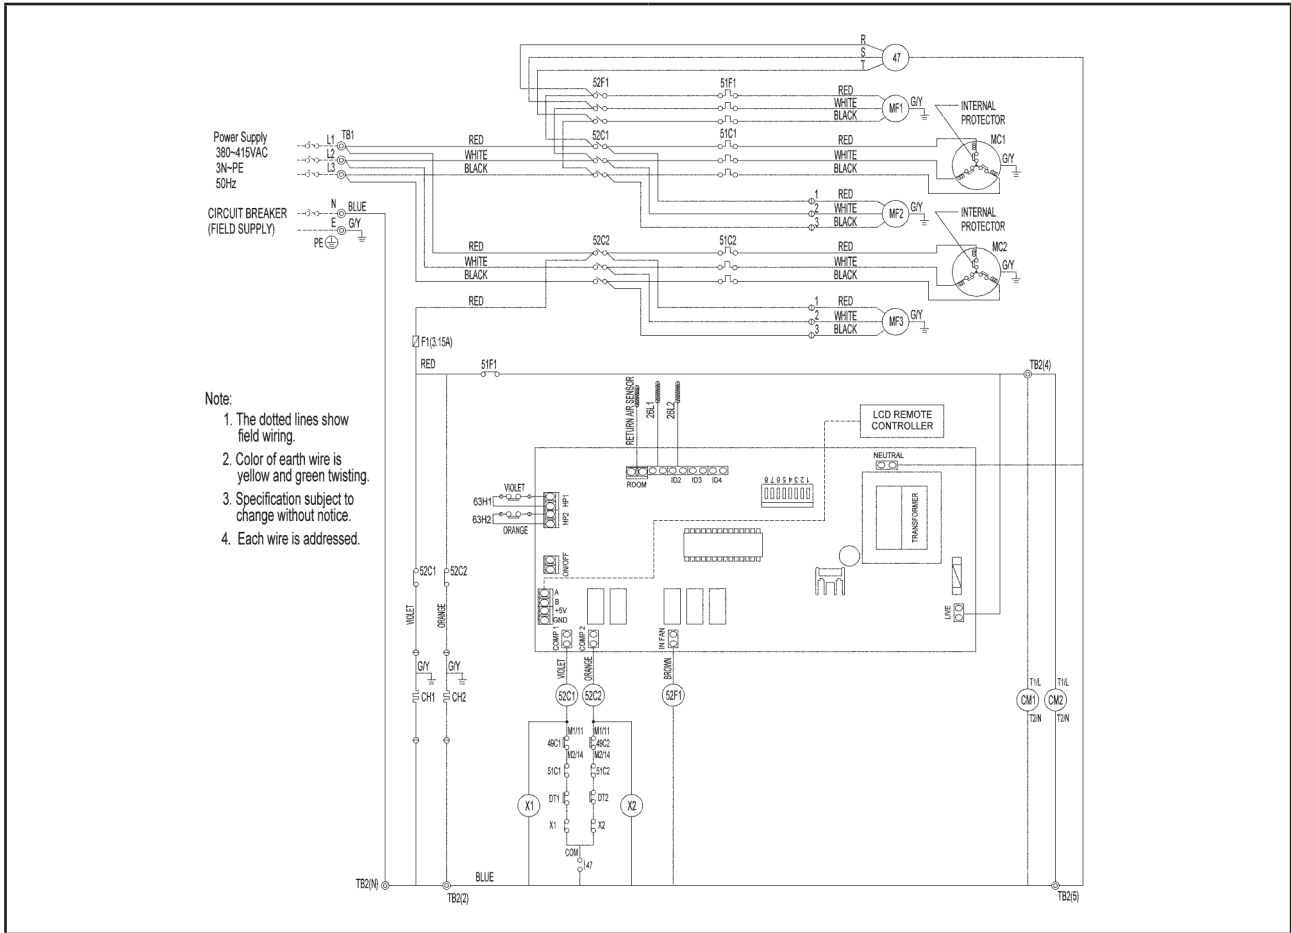 R
S
T
47
52F1
51F1
RED
WHITE
BLACK
MF1
G/Y
INTERNAL
PROTECTOR
Power Supply
380~415VAC
3N~PE
50Hz
L1
L2
L3
TB1
RED
WHITE
BLACK
52C1
51C1
RED
WHITE
BLACK
MC1
G/Y
CIRCUIT BREAKER
(FIELD SUPPLY)
N
BLUE
E
G/Y
PE
1
2
3
RED
WHITE
BLACK
MF2
G/Y
INTERNAL
PROTECTOR
RED
WHITE
BLACK
52C2
51C2
RED
WHITE
BLACK
MC2
G/Y
RED
1
2
3
RED
WHITE
BLACK
MF3
G/Y
F1(3.15A)
RED
51F1
TB2(4)
Note:
1. The dotted lines show
field wiring.
2. Color of earth wire is
yellow and green twisting.
3. Specification subject to
change without notice.
4. Each wire is addressed.
RETURN AIR SENSOR
26L1
26L2
LCD REMOTE
CONTROLLER
NEUTRAL
ROOM
ID2
ID3
ID4
1 2 3 4 5 6 7 8
TRANSFORMER
VIOLET
63H1
HP1
63H2
HP2
ORANGE
ON/OFF
A
B
+5V
GND
LIVE
COMP 1
COMP 2
IN FAN
52C1
52C2
VIOLET
ORANGE
G/Y
G/Y
CH1
CH2
VIOLET
ORANGE
BROWN
52C1
52C2
52F1
T1/L
T1/L
CM1
CM2
T2/N
T2/N
M1/11
M1/11
49C1
49C2
M2/14
M2/14
51C1
51C2
DT1
DT2
X1
X2
X1
X2
COM
47
TB2(N)
BLUE
TB2(2)
TB2(5)